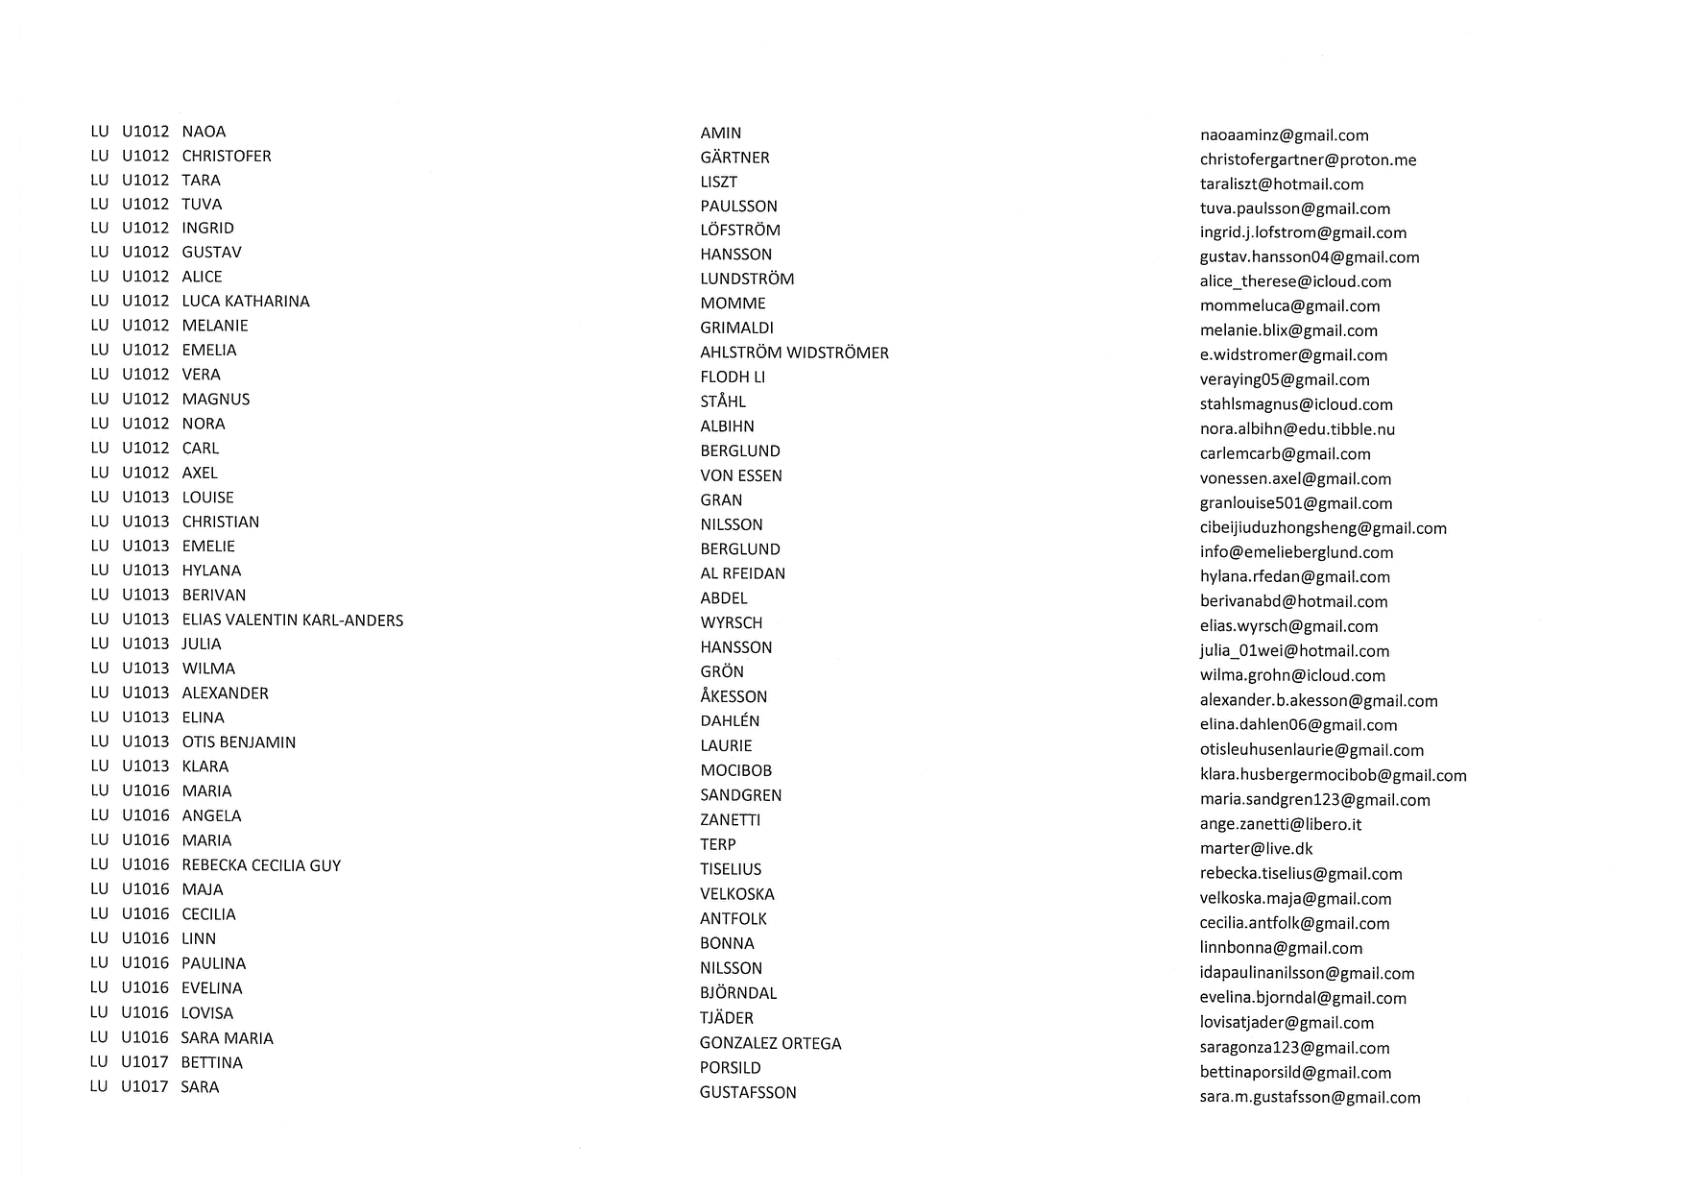 LU U1012 NAOA AMIN naoaaminz@gmail.com
LU U1012 CHRISTOFER GÄRTNER christofergartner@proton.me
LU U1012 TARA LISZT taraliszt@hotmail.com
LU U1012 TUVA PAULSSON tuva.paulsson@gmail.com
LU U1012 INGRID LÖFSTRÖM ingrid.j.lofstrom@gmail.com
LU U1012 GUSTAV HANSSON gustav.hansson04@gmail.com
LU U1012 ALICE LUNDSTRÖM alice_therese@icloud.com
LU U1012 LUCA KATHARINA MOMME mommeluca@gmail.com
LU U1012 MELANIE GRIMALDI melanie.blix@gmail.com
LU U1012 EMELIA AHLSTRÖM WIDSTRÖMER e.widstromer@gmail.com
LU U1012 VERA FLODH LI veraying05@gmail.com
LU U1012 MAGNUS STÅHL stahlsmagnus@icloud.com
LU U1012 NORA ALBIHN nora.albihn@edu.tibble.nu
LU U1012 CARL BERGLUND carlemcarb@gmail.com
LU U1012 AXEL VON ESSEN vonessen.axel@gmail.com
LU U1013 LOUISE GRAN granlouise501@gmail.com
LU U1013 CHRISTIAN NILSSON cibeijiuduzhongsheng@gmail.com
LU U1013 EMELIE BERGLUND info@emelieberglund.com
LU U1013 HYLANA AL RFEIDAN hylana.rfedan@gmail.com
LU U1013 BERIVAN ABDEL berivanabd@hotmail.com
LU U1013 ELIAS VALENTIN KARL-ANDERS WYRSCH elias.wyrsch@gmail.com
LU U1013 JULIA HANSSON julia_01wei@hotmail.com
LU U1013 WILMA GRÖN wilma.grohn@icloud.com
LU U1013 ALEXANDER ÅKESSON alexander.b.akesson@gmail.com
LU U1013 ELINA DAHLÉN elina.dahlen06@gmail.com
LU U1013 OTIS BENJAMIN LAURIE otisleuhusenlaurie@gmail.com
LU U1013 KLARA MOCIBOB klara.husbergermocibob@gmail.com
LU U1016 MARIA SANDGREN maria.sandgren123@gmail.com
LU U1016 ANGELA ZANETTI ange.zanetti@libero.it
LU U1016 MARIA TERP marter@live.dk
LU U1016 REBECKA CECILIA GUY TISELIUS rebecka.tiselius@gmail.com
LU U1016 MAJA VELKOSKA velkoska.maja@gmail.com
LU U1016 CECILIA ANTFOLK cecilia.antfolk@gmail.com
LU U1016 LINN BONNA linnbonna@gmail.com
LU U1016 PAULINA NILSSON idapaulinanilsson@gmail.com
LU U1016 EVELINA BJÖRNDAL evelina.bjorndal@gmail.com
LU U1016 LOVISA TJÄDER lovisatjader@gmail.com
LU U1016 SARA MARIA GONZALEZ ORTEGA saragonza123@gmail.com
LU U1017 BETTINA PORSILD bettinaporsild@gmail.com
LU U1017 SARA GUSTAFSSON sara.m.gustafsson@gmail.com